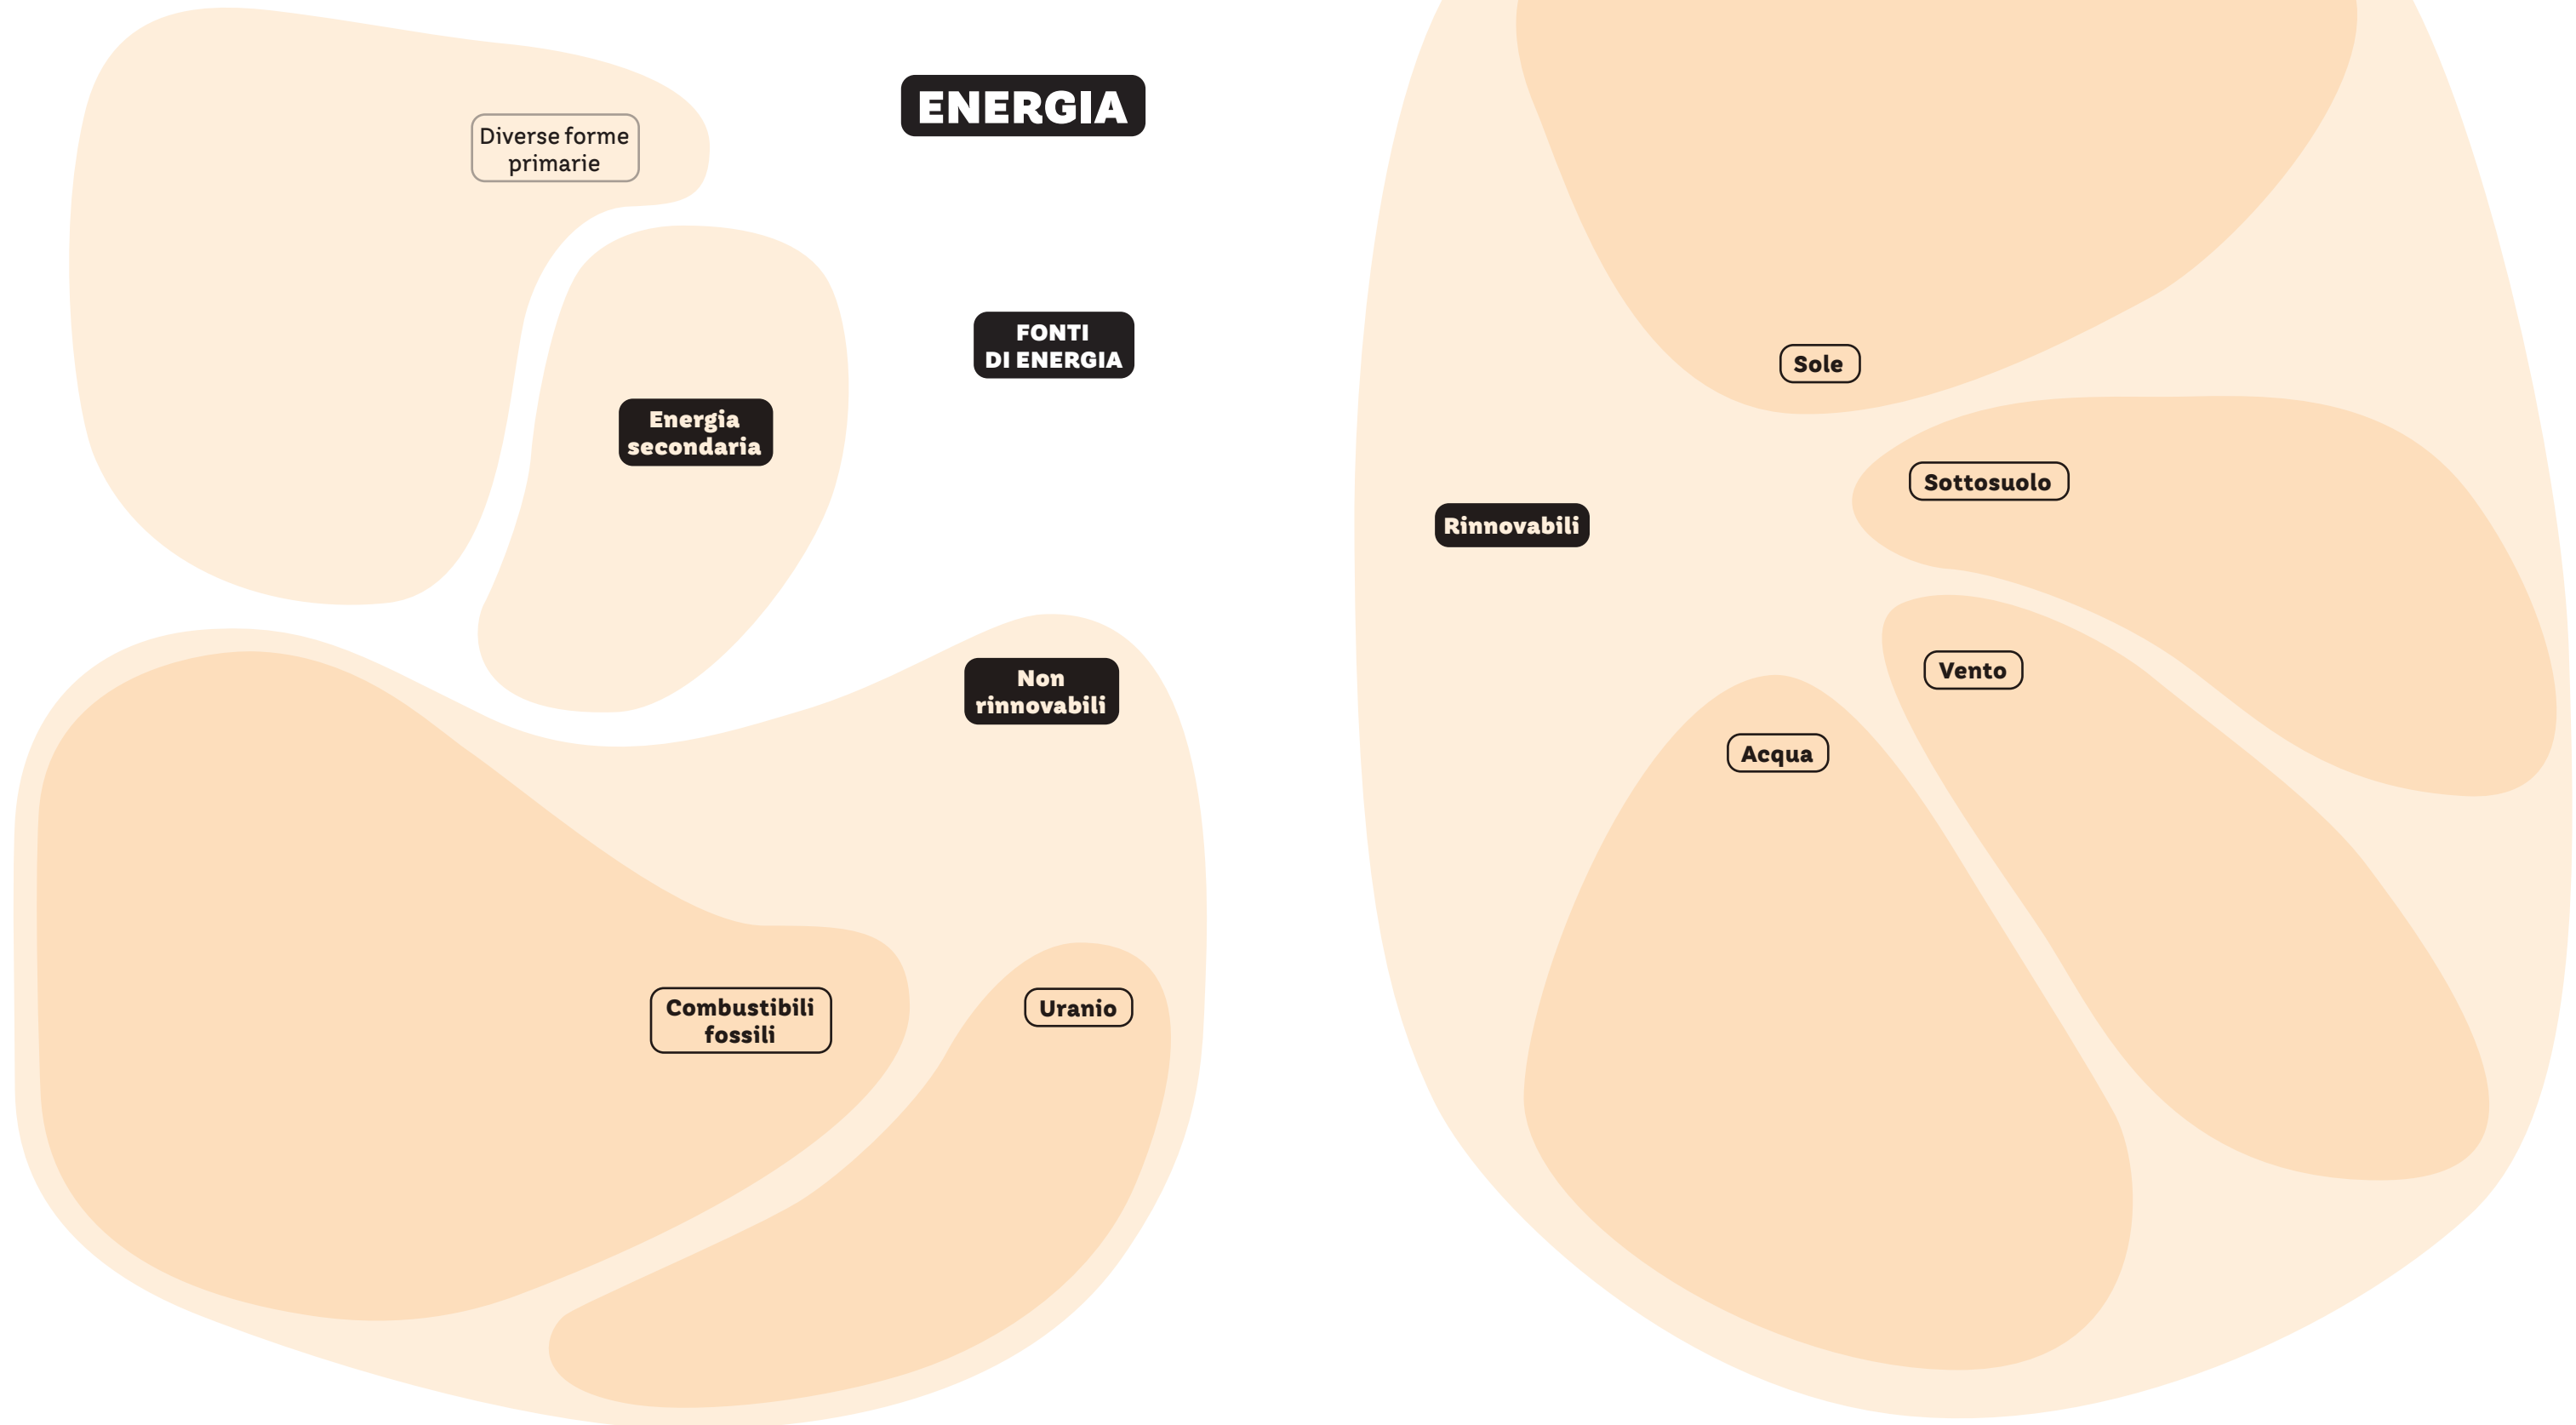 Diverse forme
primarie
ENERGIA
FONTI
DI ENERGIA
Energia
secondaria
Non
rinnovabili
Combustibili
fossili
Uranio
Rinnovabili
Sole
Sottosuolo
Vento
Acqua